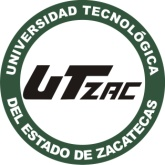 UNIVERSIDAD TECNOLÓGICA
UTZAC
DEL ESTADO DE ZACATECAS